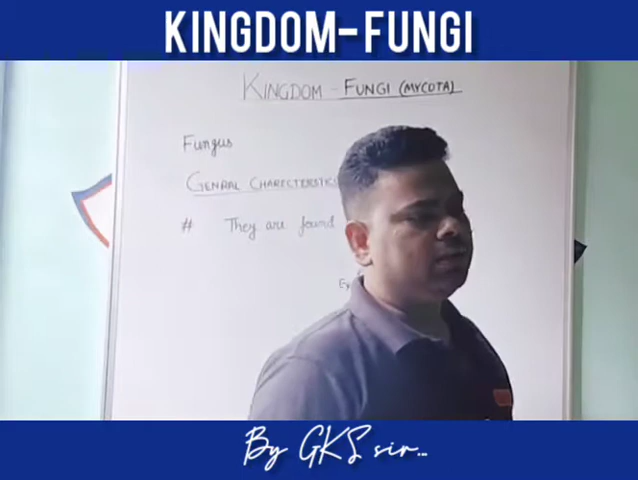 KINGDOM-FUNGI
KINGDOM - FUNGI (MYCOTA)
Fungus
GENRAL CHARECTERSTICS
# They are found
By GKS sir...